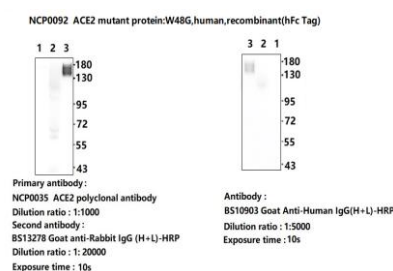 NCP0092 ACE2 mutant protein:W48G,human,recombinant(hFc Tag)
1 2 3
180
130
95
72
55
43
Primary antibody :
NCP0035 ACE2 polyclonal antibody
Dilution ratio : 1:1000
Second antibody :
BS13278 Goat anti-Rabbit IgG (H+L)-HRP
Dilution ratio : 1: 20000
Exposure time : 10s
3 2 1
180
130
95
72
55
43
Antibody :
BS10903 Goat Anti-Human IgG(H+L)-HRP
Dilution ratio : 1:5000
Exposure time : 10s